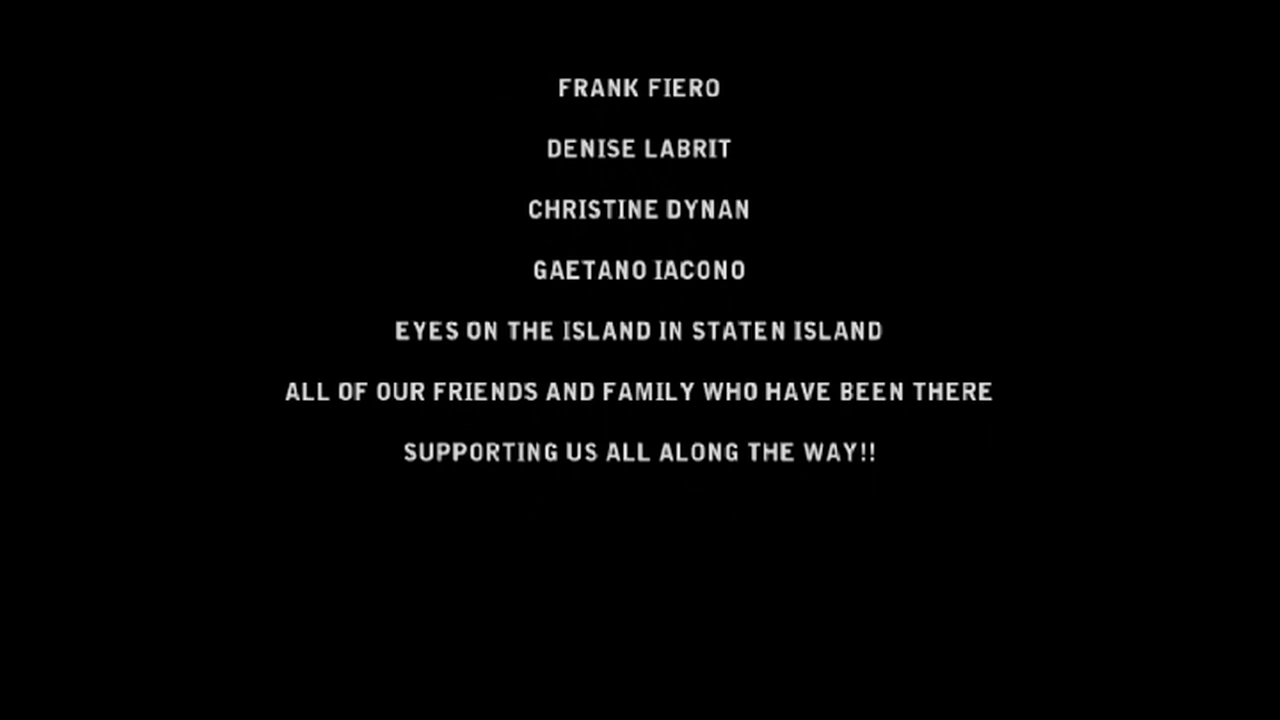 FRANK FIERO
DENISE LABRIT
CHRISTINE DYNAN
GAETANO IACONO
EYES ON THE ISLAND IN STATEN ISLAND
ALL OF OUR FRIENDS AND FAMILY WHO HAVE BEEN THERE
SUPPORTING US ALL ALONG THE WAY!!